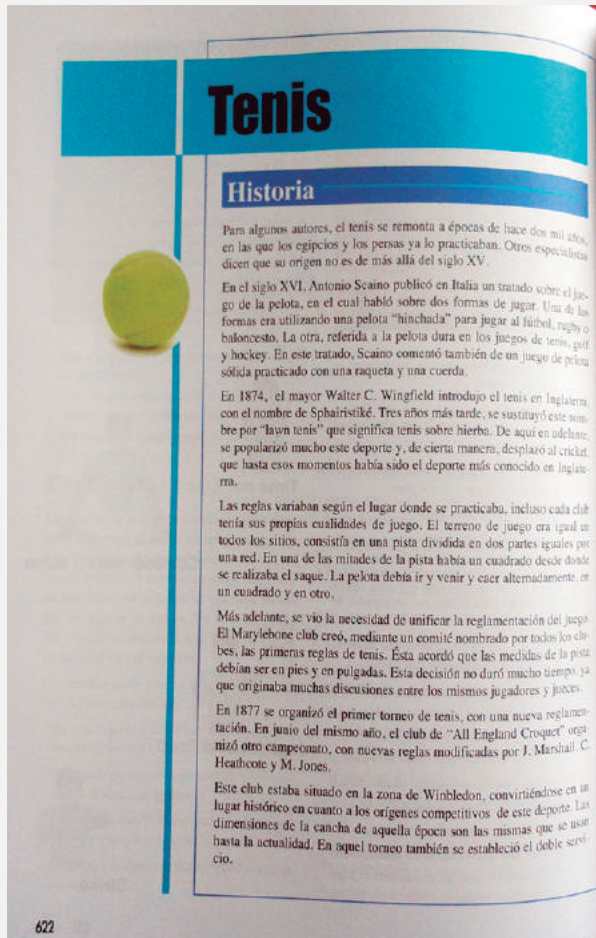 Tenis
Historia
Para algunos autores, el tenis se remonta a épocas de hace dos mil años,
en las que los egipcios y los persas ya lo practicaban. Otros especialistas
dicen que su origen no es de más allá del siglo XV.
En el siglo XVI, Antonio Scaino publicó en Italia un tratado sobre el jue-
go de la pelota, en el cual habló sobre dos formas de jugar. Una de las
formas era utilizando una pelota “hinchada” para jugar al fútbol, rugby o
baloncesto. La otra, referida a la pelota dura en los juegos de tenis, golf
y hockey. En este tratado, Scaino comentó también de un juego de pelota
sólida practicado con una raqueta y una cuerda.
En 1874, el mayor Walter C. Wingfield introdujo el tenis en Inglaterra,
con el nombre de Sphairistiké. Tres años más tarde, se sustituyó este nom-
bre por “lawn tenis” que significa tenis sobre hierba. De aquí en adelante,
se popularizó mucho este deporte y, de cierta manera, desplazó al cricket,
que hasta esos momentos había sido el deporte más conocido en Inglate-
rra.
Las reglas variaban según el lugar donde se practicaba, incluso cada club
tenía sus propias cualidades de juego. El terreno de juego era igual en
todos los sitios, consistía en una pista dividida en dos partes iguales por
una red. En una de las mitades de la pista había un cuadrado desde donde
se realizaba el saque. La pelota debía ir y venir y caer alternadamente, en
un cuadrado y en otro.
Más adelante, se vio la necesidad de unificar la reglamentación del juego.
El Marylebone club creó, mediante un comité nombrado por todos los clu-
bes, las primeras reglas de tenis. Ésta acordó que las medidas de la pista
debían ser en pies y en pulgadas. Esta decisión no duró mucho tiempo, ya
que originaba muchas discusiones entre los mismos jugadores y jueces.
En 1877 se organizó el primer torneo de tenis, con una nueva reglamen-
tación. En junio del mismo año, el club de “All England Croquet” orga-
nizó otro campeonato, con nuevas reglas modificadas por J. Marshall, C.
Heathcote y M. Jones.
Este club estaba situado en la zona de Winbledon, convirtiéndose en un
lugar histórico en cuanto a los orígenes competitivos de este deporte. Las
dimensiones de la cancha de aquella época son las mismas que se usan
hasta la actualidad. En aquel torneo también se estableció el doble servi-
cio.
622